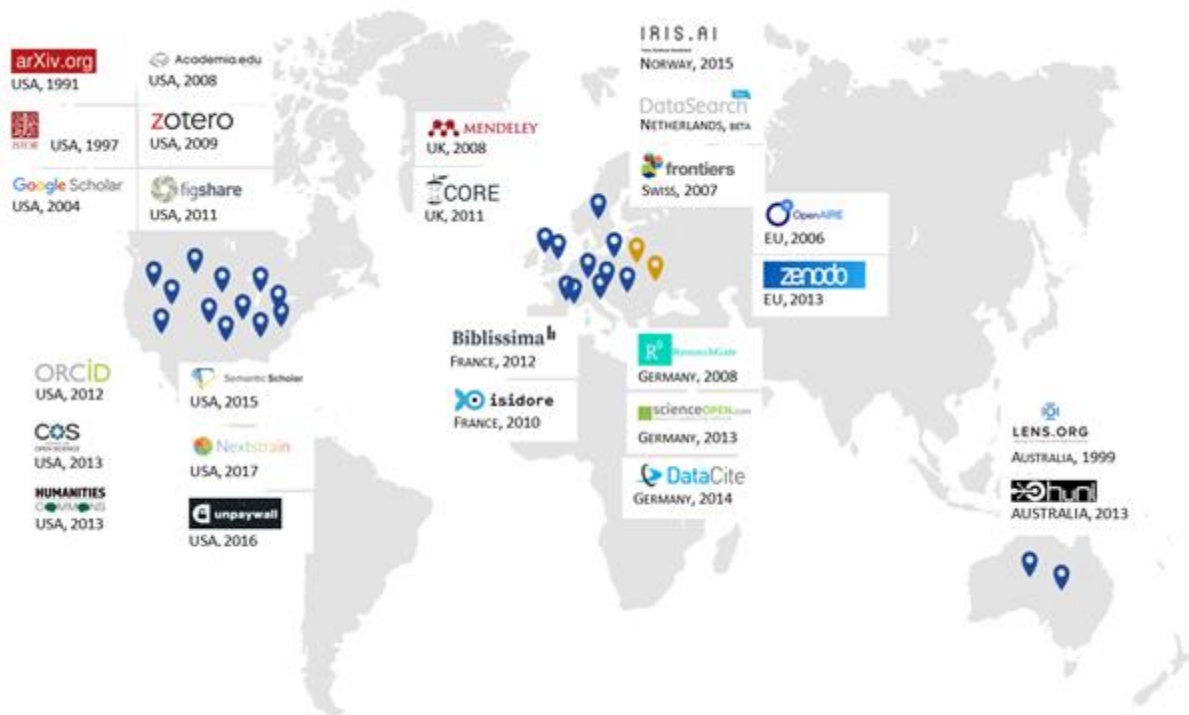 arXiv.org
USA, 1991
Academia.edu
USA, 2008
JSTOR
USA, 1997
zotero
USA, 2009
Google Scholar
USA, 2004
figshare
USA, 2011
MENDELEY
UK, 2008
CORE
UK, 2011
IRIS.AI
NORWAY, 2015
DataSearch
NETHERLANDS, BETA
frontiers
SWISS, 2007
OpenAIRE
EU, 2006
zenodo
EU, 2013
Biblissima
FRANCE, 2012
isidore
FRANCE, 2010
RG
ResearchGate
GERMANY, 2008
scienceOPEN.com
GERMANY, 2013
DataCite
GERMANY, 2014
ORCID
USA, 2012
Semantic Scholar
USA, 2015
COS
OPEN SCIENCE
USA, 2013
Nextstrain
USA, 2017
HUMANITIES
COMMONS
USA, 2013
unpaywall
USA, 2016
LENS.ORG
AUSTRALIA, 1999
huni
AUSTRALIA, 2013